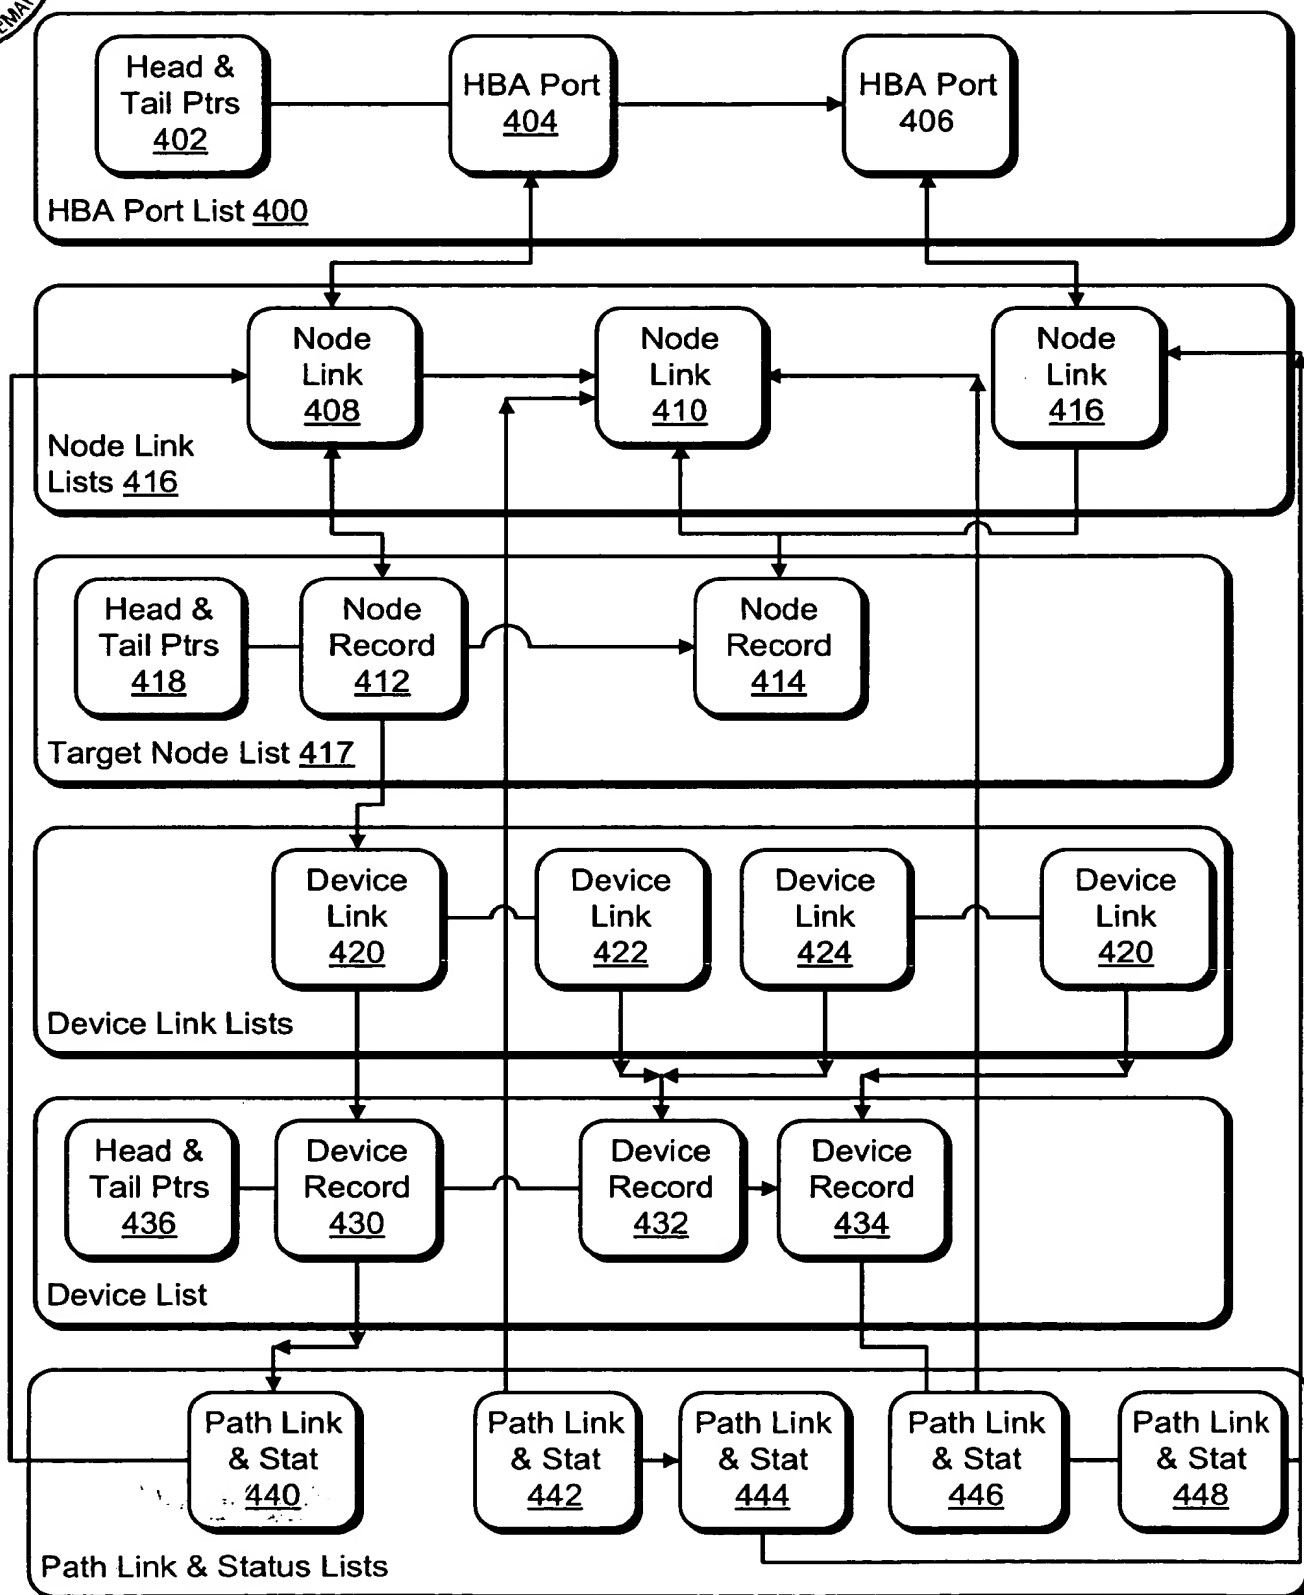 Head &
Tail Ptrs
402
HBA Port
404
HBA Port
406
HBA Port List 400
Node
Link
408
Node
Link
410
Node
Link
416
Node Link
Lists 416
Head &
Tail Ptrs
418
Node
Record
412
Node
Record
414
Target Node List 417
Device
Link
420
Device
Link
422
Device
Link
424
Device
Link
420
Device Link Lists
Head &
Tail Ptrs
436
Device
Record
430
Device
Record
432
Device
Record
434
Device List
Path Link
& Stat
440
Path Link
& Stat
442
Path Link
& Stat
444
Path Link
& Stat
446
Path Link
& Stat
448
Path Link & Status Lists